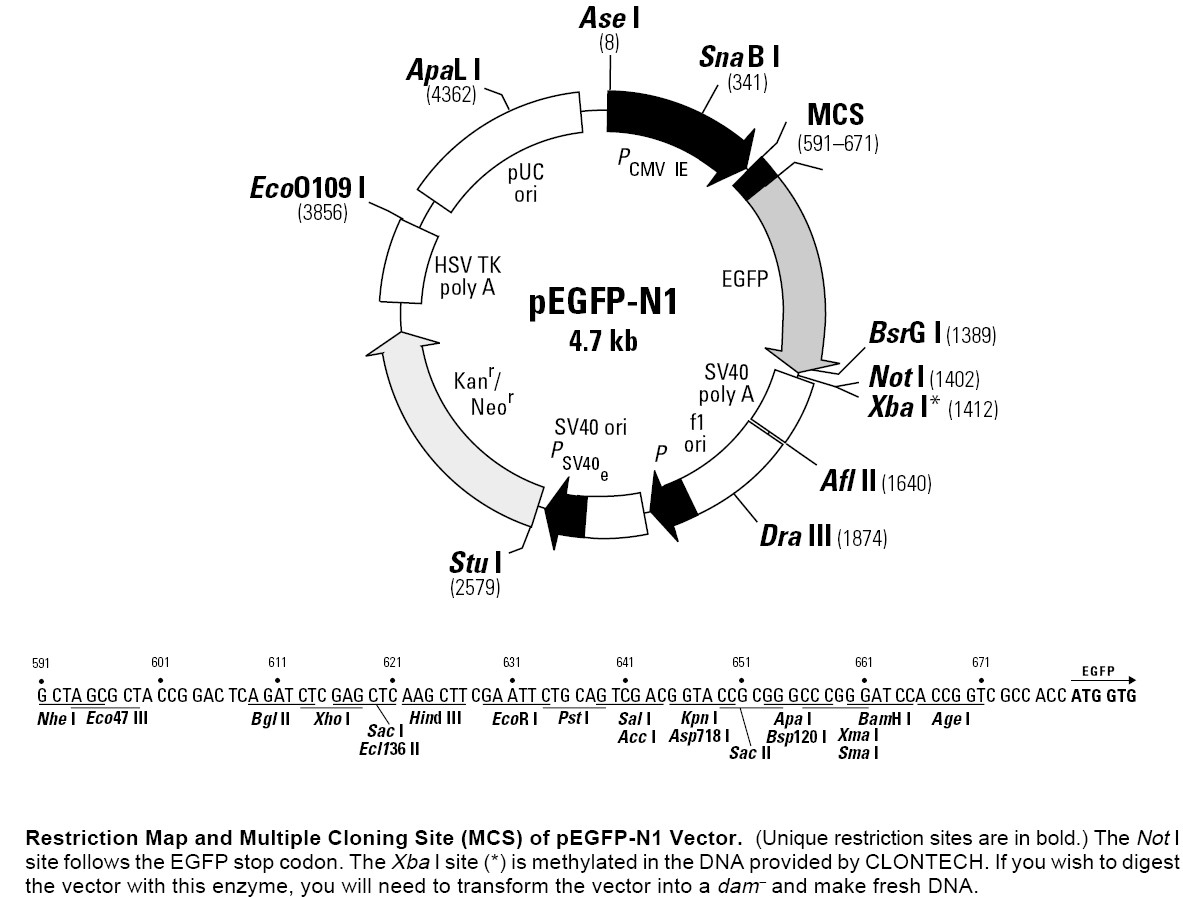 Ase I
(8)
SnaB I
(341)
ApaL I
(4362)
MCS
(591–671)
P CMV IE
pUC
ori
EcoO109 I
(3856)
HSV TK
poly A
EGFP
pEGFP-N1
4.7 kb
BsrG I (1389)
Not I (1402)
Xba I* (1412)
SV40
poly A
Kanr/
Neor
f1
ori
SV40 ori
P SV40e
P
Afl II (1640)
Dra III (1874)
Stu I
(2579)
591 601 611 621 631 641 651 661 671 EGFP
G CTA GCG CTA CCG GAC TCA GAT CTC GAG CTC AAG CTT CGA ATT CTG CAG TCG ACG GTA CCG CGG GCC CGG GAT CCA CCG GTC GCC ACC ATG GTG
Nhe I Eco47 III Bgl II Xho I Hind III EcoR I Pst I Sal I Kpn I Apa I BamH I Age I
Sac I Acc I Asp718 I Bsp120 I Xma I
Ecl136 II Sac II Sma I
Restriction Map and Multiple Cloning Site (MCS) of pEGFP-N1 Vector. (Unique restriction sites are in bold.) The Not I
site follows the EGFP stop codon. The Xba I site (*) is methylated in the DNA provided by CLONTECH. If you wish to digest
the vector with this enzyme, you will need to transform the vector into a dam– and make fresh DNA.